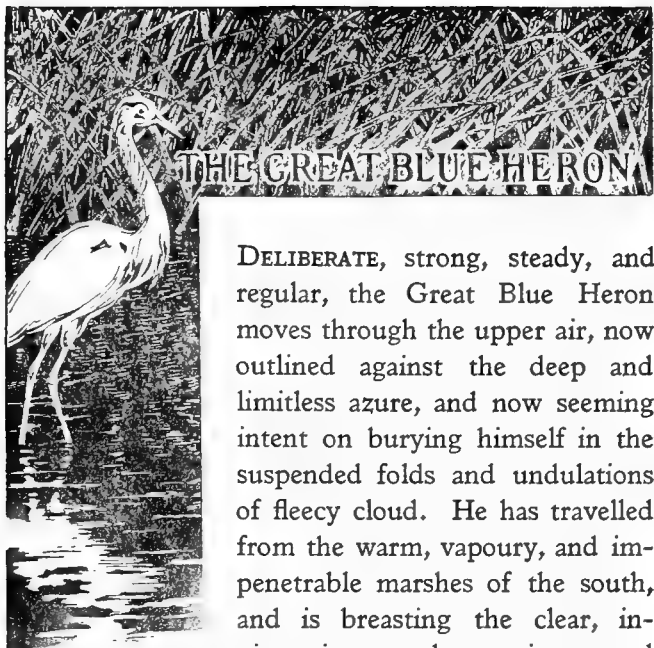 THE GREAT BLUE HERON
DELIBERATE, strong, steady, and
regular, the Great Blue Heron
moves through the upper air, now
outlined against the deep and
limitless azure, and now seeming
intent on burying himself in the
suspended folds and undulations
of fleecy cloud. He has travelled
from the warm, vapoury, and im-
penetrable marshes of the south,
and is breasting the clear, in-